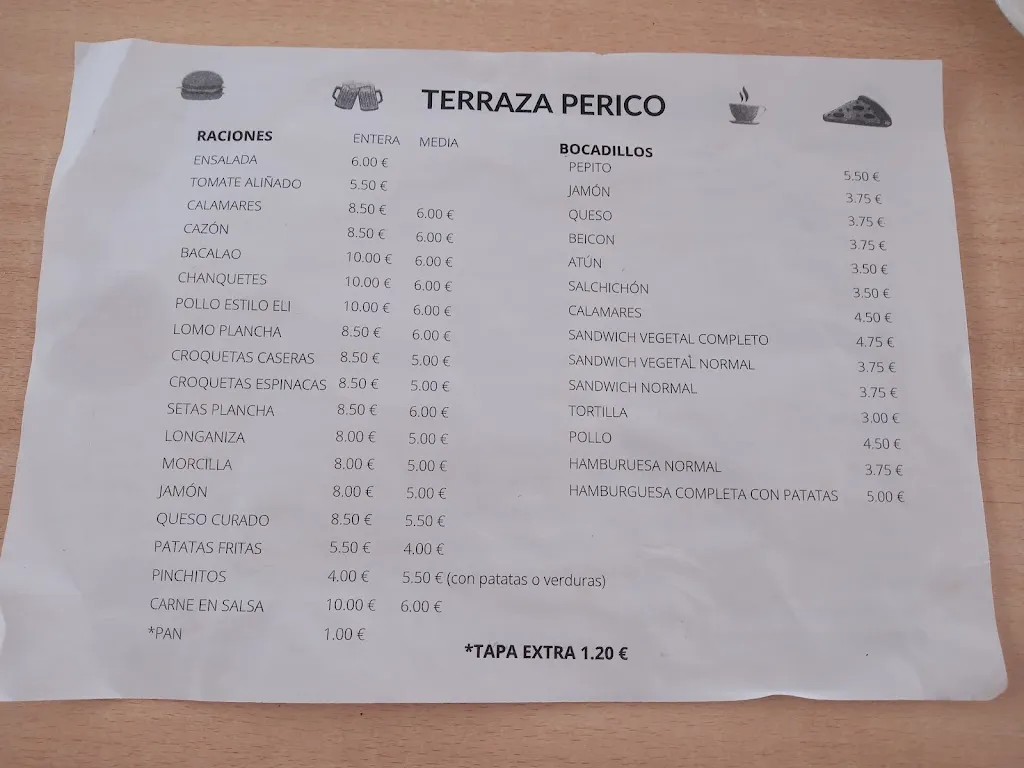 TERRAZA PERICO
RACIONES ENTERA MEDIA
ENSALADA 6.00 €
TOMATE ALIÑADO 5.50 €
CALAMARES 8.50 € 6.00 €
CAZÓN 8.50 € 6.00 €
BACALAO 10.00 € 6.00 €
CHANQUETES 10.00 € 6.00 €
POLLO ESTILO ELI 10.00 € 6.00 €
LOMO PLANCHA 8.50 € 6.00 €
CROQUETAS CASERAS 8.50 € 5.00 €
CROQUETAS ESPINACAS 8.50 € 5.00 €
SETAS PLANCHA 8.50 € 6.00 €
LONGANIZA 8.00 € 5.00 €
MORCILLA 8.00 € 5.00 €
JAMÓN 8.00 € 5.00 €
QUESO CURADO 8.50 € 5.50 €
PATATAS FRITAS 5.50 € 4.00 €
PINCHITOS 4.00 € 5.50 € (con patatas o verduras)
CARNE EN SALSA 10.00 € 6.00 €
*PAN 1.00 €
BOCADILLOS
PEPITO 5.50 €
JAMÓN 3.75 €
QUESO 3.75 €
BEICON 3.75 €
ATÚN 3.50 €
SALCHICHÓN 3.50 €
CALAMARES 4.50 €
SANDWICH VEGETAL COMPLETO 4.75 €
SANDWICH VEGETAL NORMAL 3.75 €
SANDWICH NORMAL 3.75 €
TORTILLA 3.00 €
POLLO 4.50 €
HAMBURUESA NORMAL 3.75 €
HAMBURGUESA COMPLETA CON PATATAS 5.00 €
*TAPA EXTRA 1.20 €